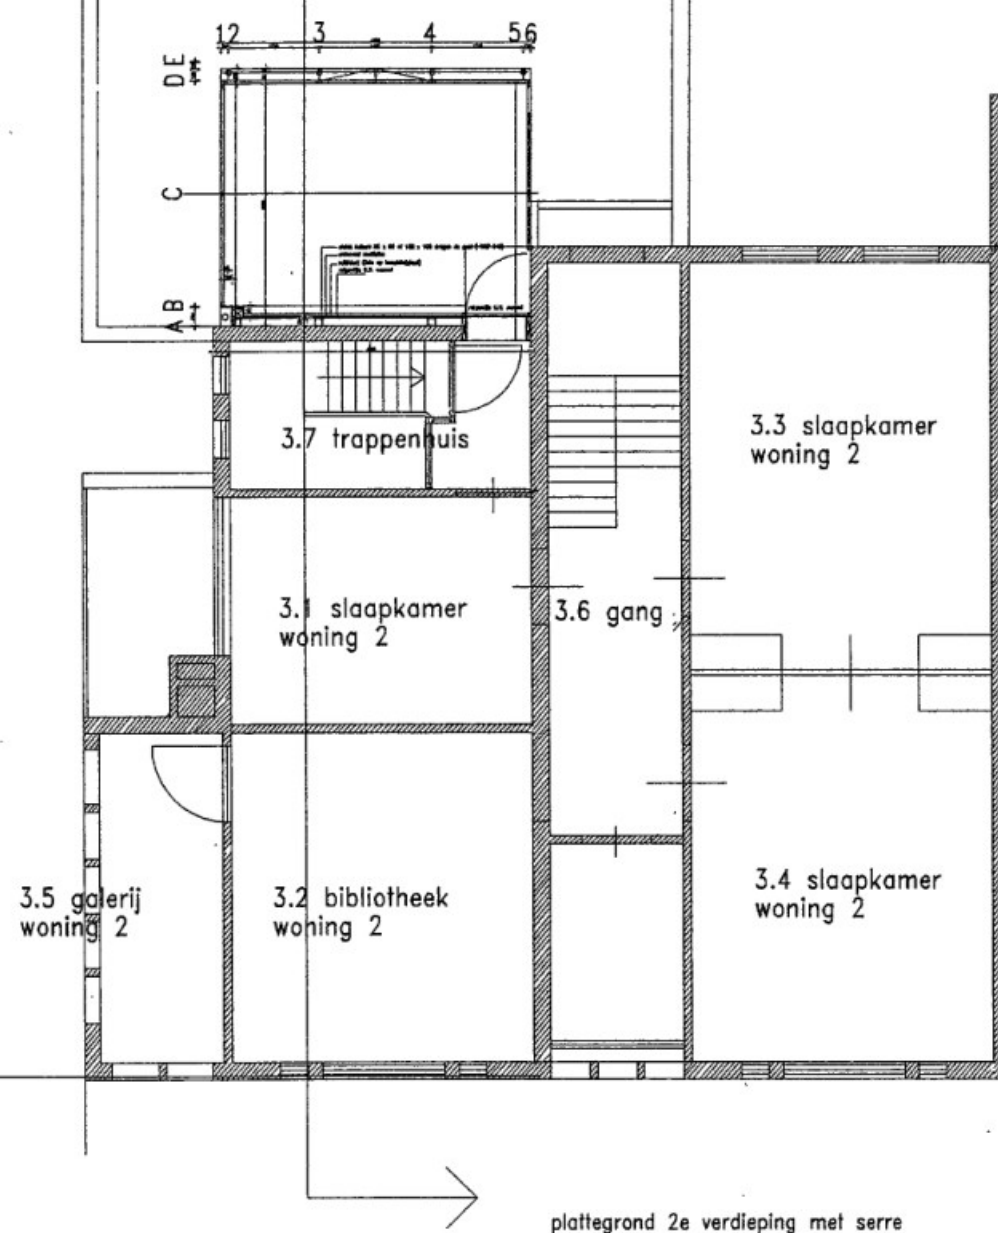 12 3 4 56
D E
C
A B
3.7 trappenhuis
3.3 slaapkamer
woning 2
3.1 slaapkamer
woning 2
3.6 gang
3.5 galerij
woning 2
3.2 bibliotheek
woning 2
3.4 slaapkamer
woning 2
plattegrond 2e verdieping met serre